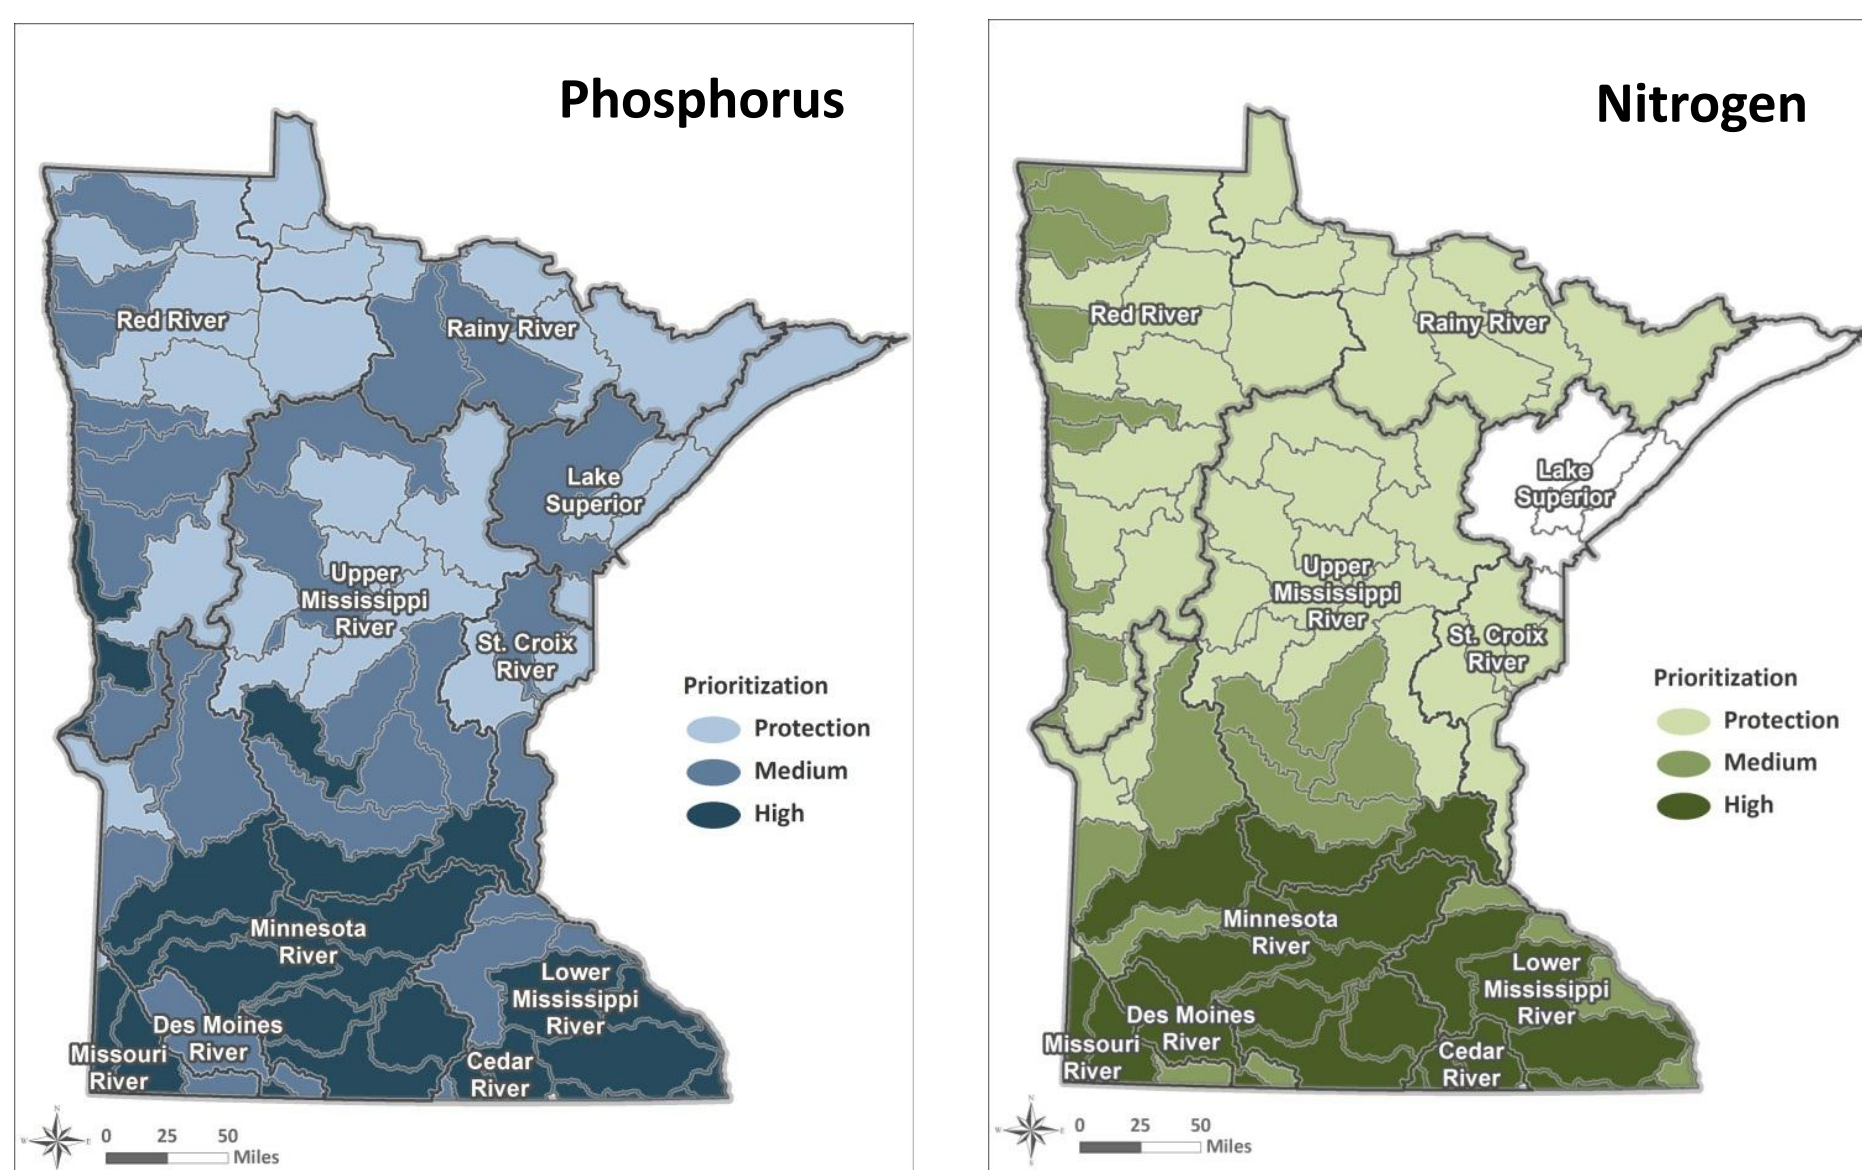 Phosphorus
Red River
Rainy River
Lake
Superior
Upper
Mississippi
River
St. Croix
River
Prioritization
Protection
Medium
High
Minnesota
River
Lower
Mississippi
River
Des Moines
River
Missouri
River
Cedar
River
N
W
E
0 25 50
Miles
Nitrogen
Red River
Rainy River
Lake
Superior
Upper
Mississippi
River
St. Croix
River
Prioritization
Protection
Medium
High
Minnesota
River
Lower
Mississippi
River
Des Moines
River
Missouri
River
Cedar
River
N
W
E
S
0 25 50
Miles